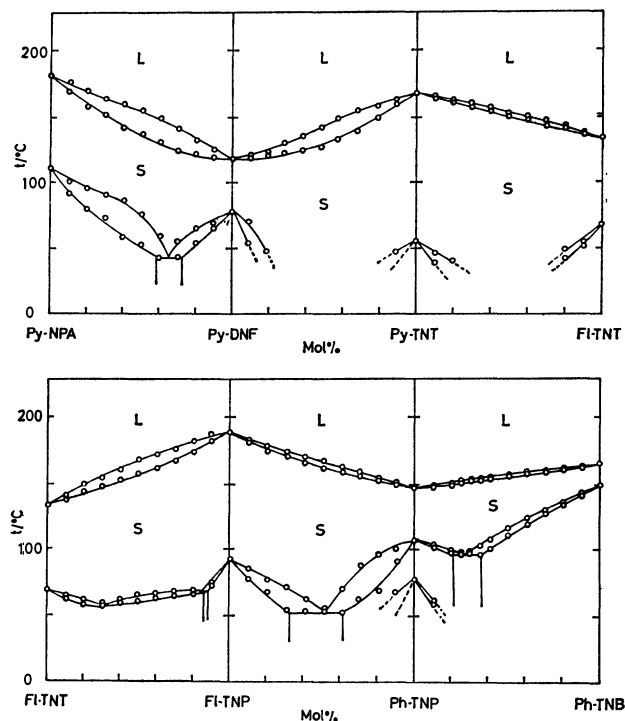 200
L
L
L
t/°C
100
S
S
S
0
Py-NPA
Py-DNF
Py-TNT
Fl-TNT
Mol%
200
L
L
L
t/°C
100
S
S
S
0
Fl-TNT
Fl-TNP
Ph-TNP
Ph-TNB
Mol%